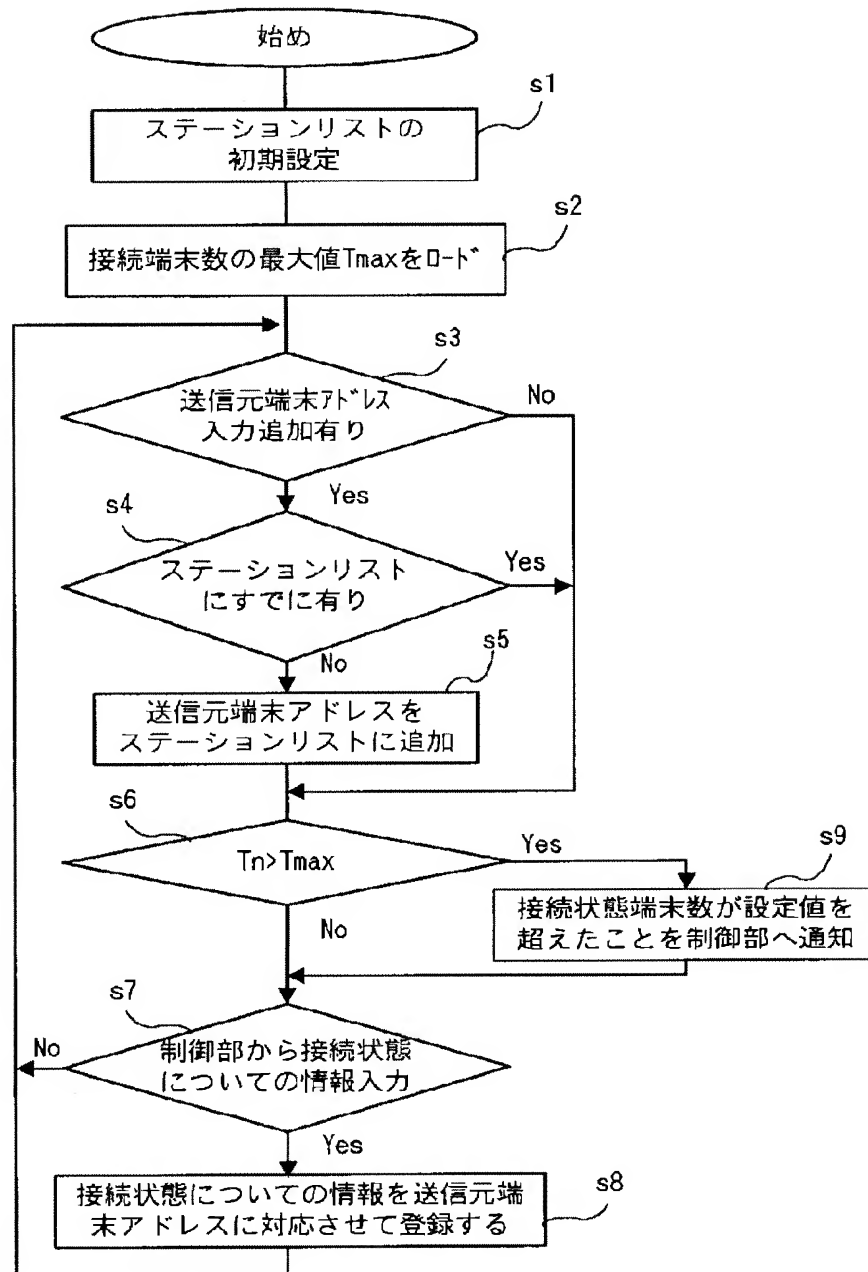 始め
s1
ステーションリストの
初期設定
s2
接続端末数の最大値Tmaxをﾛｰﾄﾞ
s3
送信元端末ｱﾄﾞﾚｽ
入力追加有り
No
Yes
s4
ステーションリスト
にすでに有り
Yes
No
s5
送信元端末アドレスを
ステーションリストに追加
s6
Tn>Tmax
Yes
s9
接続状態端末数が設定値を
超えたことを制御部へ通知
No
s7
No
制御部から接続状態
についての情報入力
Yes
s8
接続状態についての情報を送信元端
末アドレスに対応させて登録する